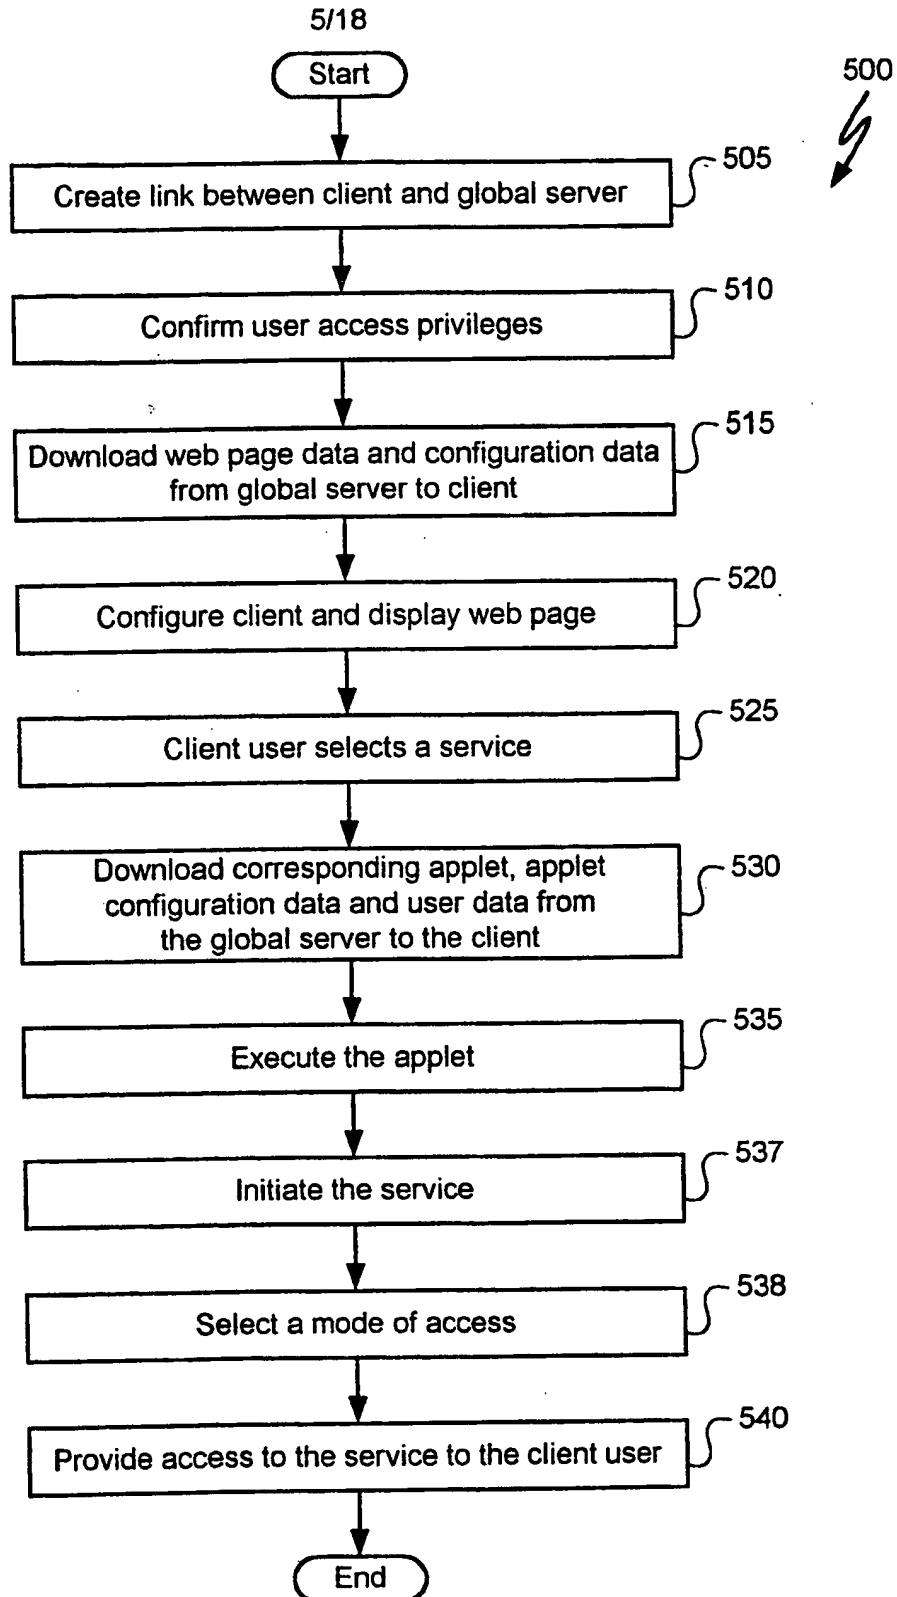 5/18
Start
500
505
Create link between client and global server
510
Confirm user access privileges
515
Download web page data and configuration data
from global server to client
520
Configure client and display web page
525
Client user selects a service
530
Download corresponding applet, applet
configuration data and user data from
the global server to the client
535
Execute the applet
537
Initiate the service
538
Select a mode of access
540
Provide access to the service to the client user
End